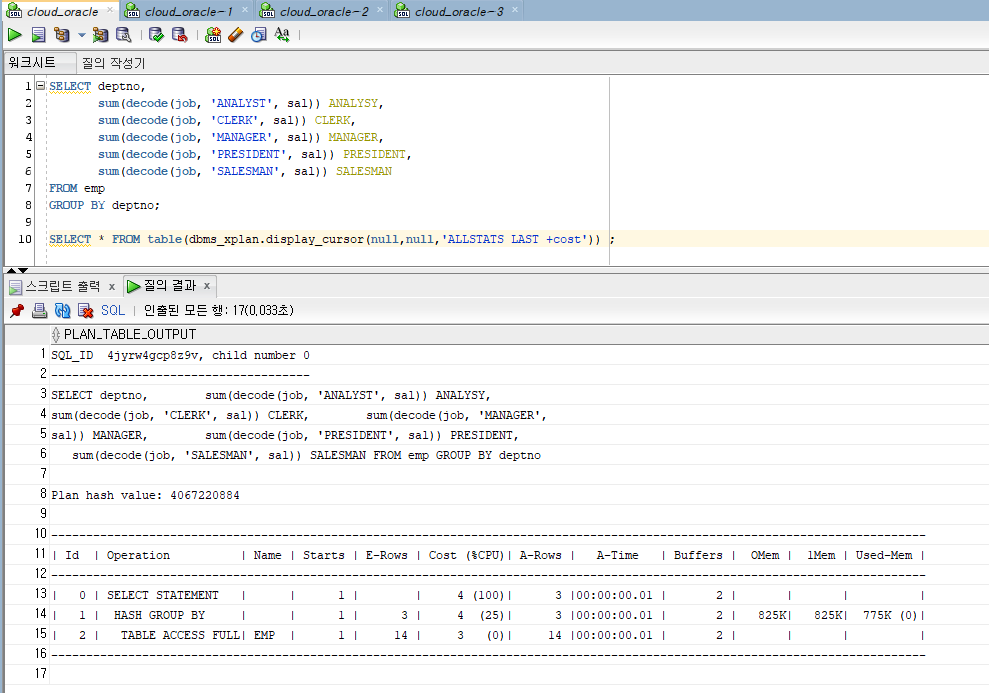 cloud_oracle × cloud_oracle~1 × cloud_oracle~2 × cloud_oracle~3 ×
워크시트 질의 작성기
1 SELECT deptno,
2 sum(decode(job, 'ANALYST', sal)) ANALYSY,
3 sum(decode(job, 'CLERK', sal)) CLERK,
4 sum(decode(job, 'MANAGER', sal)) MANAGER,
5 sum(decode(job, 'PRESIDENT', sal)) PRESIDENT,
6 sum(decode(job, 'SALESMAN', sal)) SALESMAN
7 FROM emp
8 GROUP BY deptno;
9
10 SELECT * FROM table(dbms_xplan.display_cursor(null,null,'ALLSTATS LAST +cost')) ;
스크립트 출력 x 질의 결과 x
SQL | 인출된 모든 행: 17(0,033초)
PLAN_TABLE_OUTPUT
1 SQL_ID  4jyrw4gcp8z9v, child number 0
2 -------------------------------------
3 SELECT deptno,        sum(decode(job, 'ANALYST', sal)) ANALYSY,
4 sum(decode(job, 'CLERK', sal)) CLERK,        sum(decode(job, 'MANAGER',
5 sal)) MANAGER,        sum(decode(job, 'PRESIDENT', sal)) PRESIDENT,
6    sum(decode(job, 'SALESMAN', sal)) SALESMAN FROM emp GROUP BY deptno
7
8 Plan hash value: 4067220884
9
10 -----------------------------------------------------------------------------------------------------------------------------
11 | Id  | Operation          | Name | Starts | E-Rows | Cost (%CPU)| A-Rows |   A-Time   | Buffers |  OMem |  1Mem | Used-Mem |
12 -----------------------------------------------------------------------------------------------------------------------------
13 |   0 | SELECT STATEMENT   |      |      1 |        |     4 (100)|      3 |00:00:00.01 |       2 |       |       |          |
14 |   1 |  HASH GROUP BY     |      |      1 |      3 |     4  (25)|      3 |00:00:00.01 |       2 |   825K|   825K|  775K (0)|
15 |   2 |   TABLE ACCESS FULL| EMP  |      1 |     14 |     3   (0)|     14 |00:00:00.01 |       2 |       |       |          |
16 -----------------------------------------------------------------------------------------------------------------------------
17